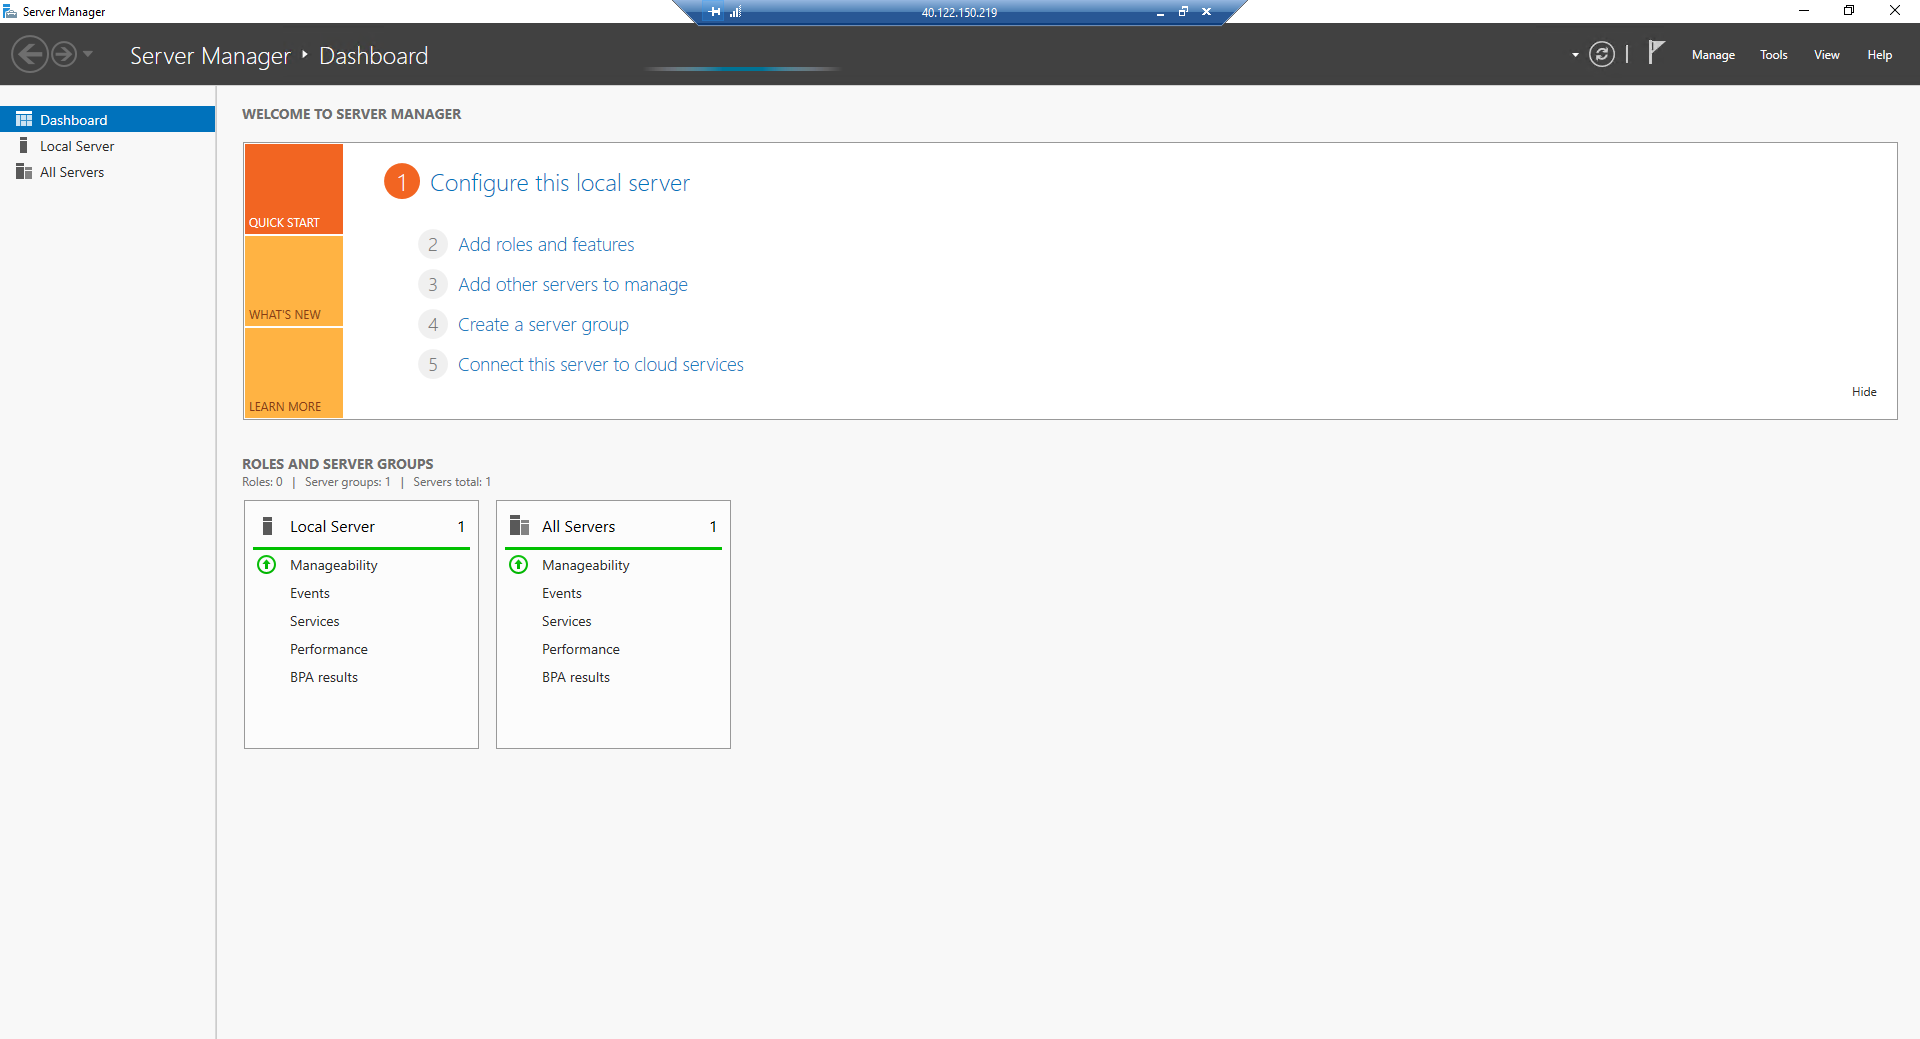 Server Manager
40.122.150.219
Server Manager ‣ Dashboard
Manage Tools View Help
Dashboard
Local Server
All Servers
WELCOME TO SERVER MANAGER
QUICK START
WHAT'S NEW
LEARN MORE
1 Configure this local server
2 Add roles and features
3 Add other servers to manage
4 Create a server group
5 Connect this server to cloud services
Hide
ROLES AND SERVER GROUPS
Roles: 0 | Server groups: 1 | Servers total: 1
Local Server 1
Manageability
Events
Services
Performance
BPA results
All Servers 1
Manageability
Events
Services
Performance
BPA results